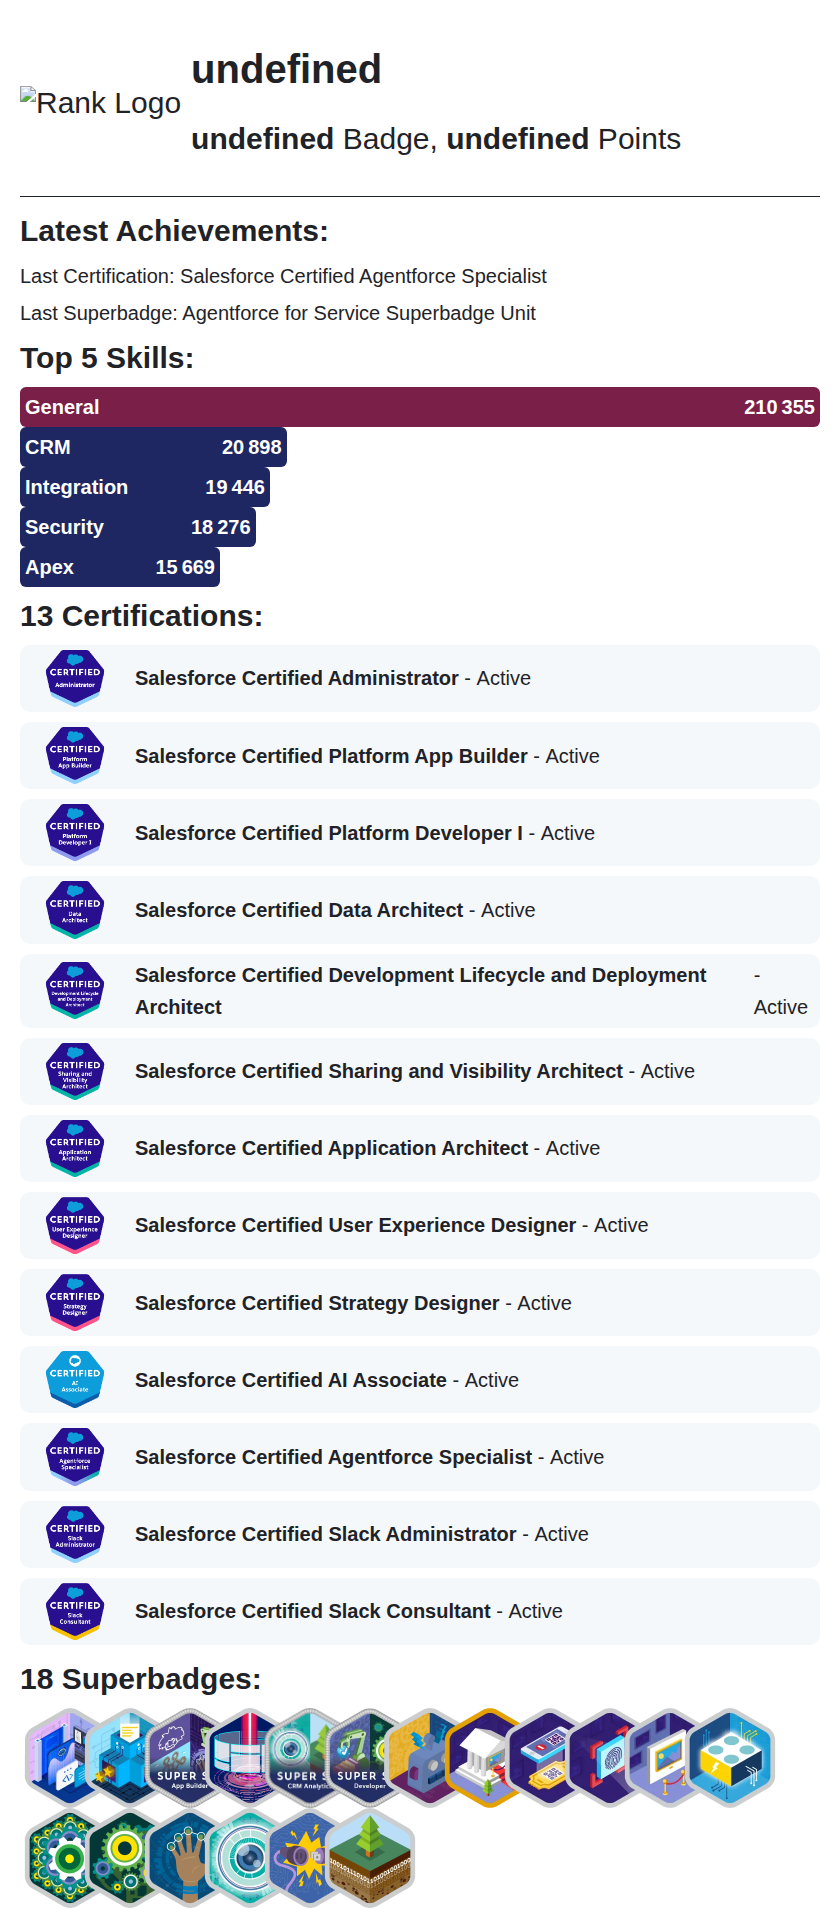 undefined
Rank Logo
undefined Badge, undefined Points
Latest Achievements:
Last Certification: Salesforce Certified Agentforce Specialist
Last Superbadge: Agentforce for Service Superbadge Unit
Top 5 Skills:
General 210 355
CRM 20 898
Integration 19 446
Security 18 276
Apex 15 669
13 Certifications:
CERTIFIED
Administrator
Salesforce Certified Administrator - Active
CERTIFIED
Platform
App Builder
Salesforce Certified Platform App Builder - Active
CERTIFIED
Platform
Developer I
Salesforce Certified Platform Developer I - Active
CERTIFIED
Data
Architect
Salesforce Certified Data Architect - Active
CERTIFIED
Development Lifecycle
and Deployment
Architect
Salesforce Certified Development Lifecycle and Deployment -
Architect Active
CERTIFIED
Sharing and
Visibility
Architect
Salesforce Certified Sharing and Visibility Architect - Active
CERTIFIED
Application
Architect
Salesforce Certified Application Architect - Active
CERTIFIED
User Experience
Designer
Salesforce Certified User Experience Designer - Active
CERTIFIED
Strategy
Designer
Salesforce Certified Strategy Designer - Active
CERTIFIED
AI
Associate
Salesforce Certified AI Associate - Active
CERTIFIED
Agentforce
Specialist
Salesforce Certified Agentforce Specialist - Active
CERTIFIED
Slack
Administrator
Salesforce Certified Slack Administrator - Active
CERTIFIED
Slack
Consultant
Salesforce Certified Slack Consultant - Active
18 Superbadges:
SUPER S
App Builder
SUPER S
CRM Analytics
SUPER S
Developer